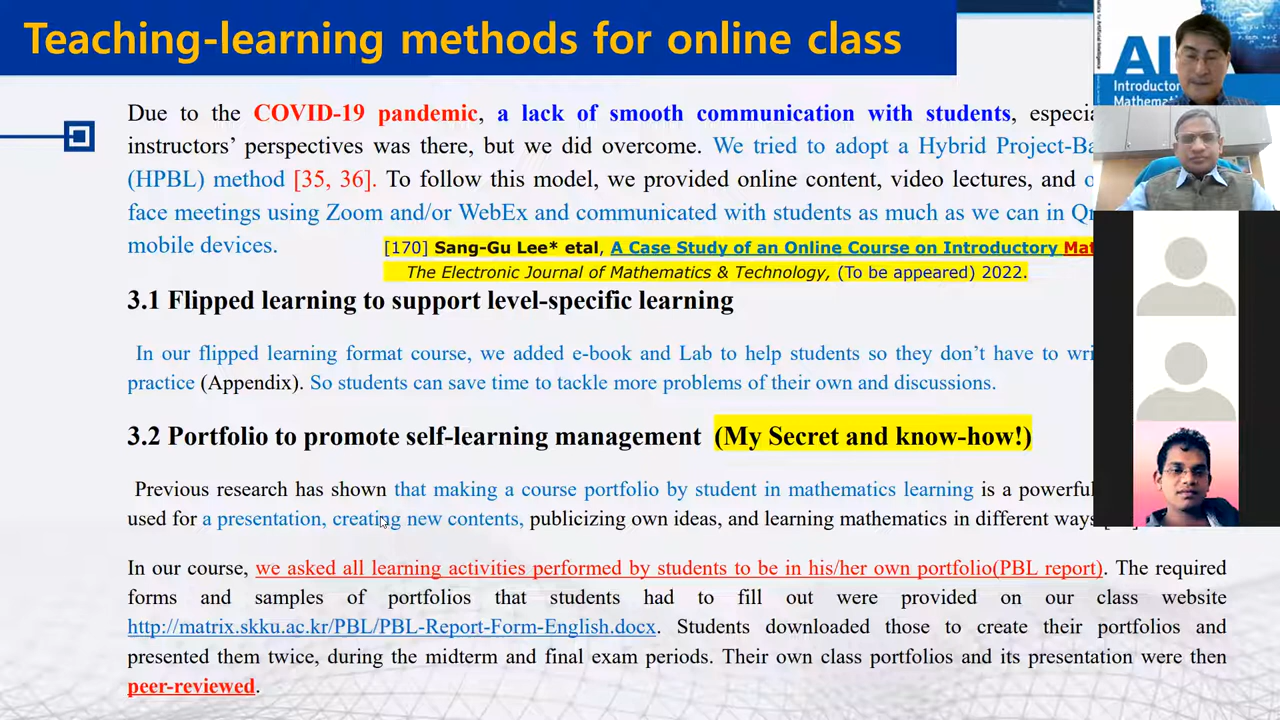 Teaching-learning methods for online class
Due to the COVID-19 pandemic, a lack of smooth communication with students,
instructors’ perspectives was there, but we did overcome. We tried to adopt a Hybrid
(HPBL) method [35, 36]. To follow this model, we provided online content, video lectures, and
face meetings using Zoom and/or WebEx and communicated with students as much as we can in
mobile devices.
[170] Sang-Gu Lee* etal, A Case Study of an Online Course on Introductory
The Electronic Journal of Mathematics & Technology, (To be appeared) 2022.
3.1 Flipped learning to support level-specific learning
In our flipped learning format course, we added e-book and Lab to help students so they don’t have to
practice (Appendix). So students can save time to tackle more problems of their own and discussions.
3.2 Portfolio to promote self-learning management (My Secret and know-how!)
Previous research has shown that making a course portfolio by student in mathematics learning is a powerful
used for a presentation, creating new contents, publicizing own ideas, and learning mathematics in different ways
In our course, we asked all learning activities performed by students to be in his/her own portfolio(PBL report). The required
forms and samples of portfolios that students had to fill out were provided on our class website
http://matrix.skku.ac.kr/PBL/PBL-Report-Form-English.docx. Students downloaded those to create their portfolios and
presented them twice, during the midterm and final exam periods. Their own class portfolios and its presentation were then
peer-reviewed.